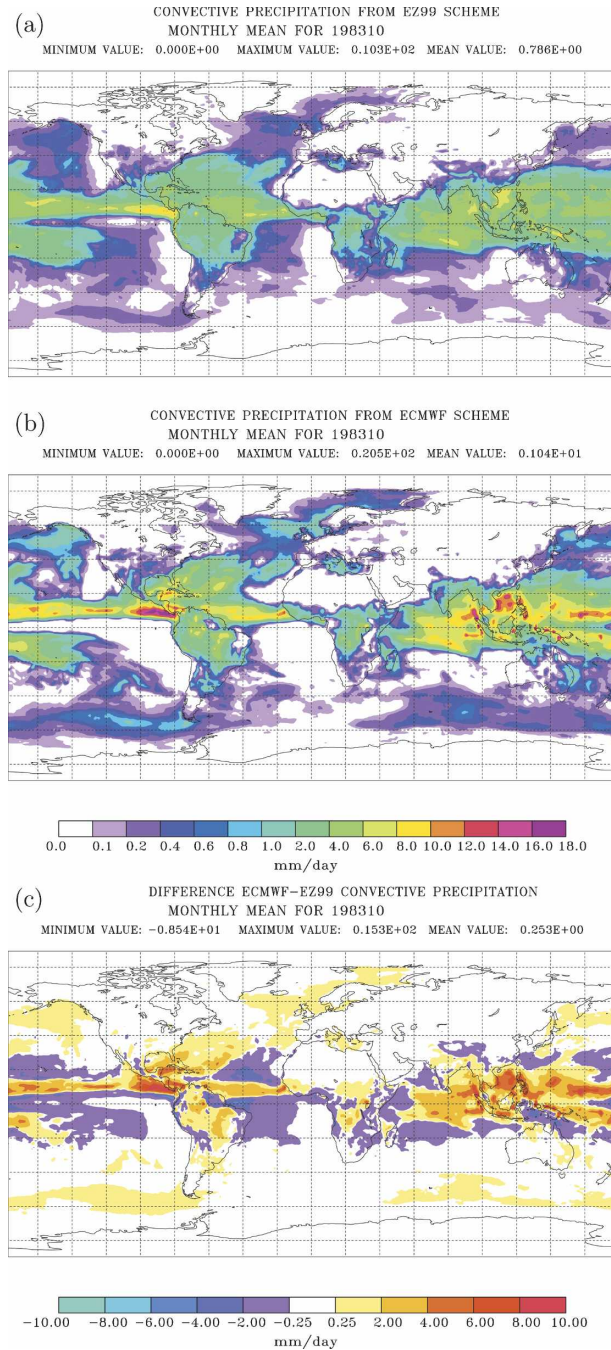 (a)
CONVECTIVE PRECIPITATION FROM EZ99 SCHEME
MONTHLY MEAN FOR 198310
MINIMUM VALUE: 0.000E+00 MAXIMUM VALUE: 0.103E+02 MEAN VALUE: 0.786E+00
(b)
CONVECTIVE PRECIPITATION FROM ECMWF SCHEME
MONTHLY MEAN FOR 198310
MINIMUM VALUE: 0.000E+00 MAXIMUM VALUE: 0.205E+02 MEAN VALUE: 0.104E+01
0.0 0.1 0.2 0.4 0.6 0.8 1.0 2.0 4.0 6.0 8.0 10.0 12.0 14.0 16.0 18.0
mm/day
(c)
DIFFERENCE ECMWF-EZ99 CONVECTIVE PRECIPITATION
MONTHLY MEAN FOR 198310
MINIMUM VALUE: -0.854E+01 MAXIMUM VALUE: 0.153E+02 MEAN VALUE: 0.253E+00
-10.00 -8.00 -6.00 -4.00 -2.00 -0.25 0.25 2.00 4.00 6.00 8.00 10.00
mm/day